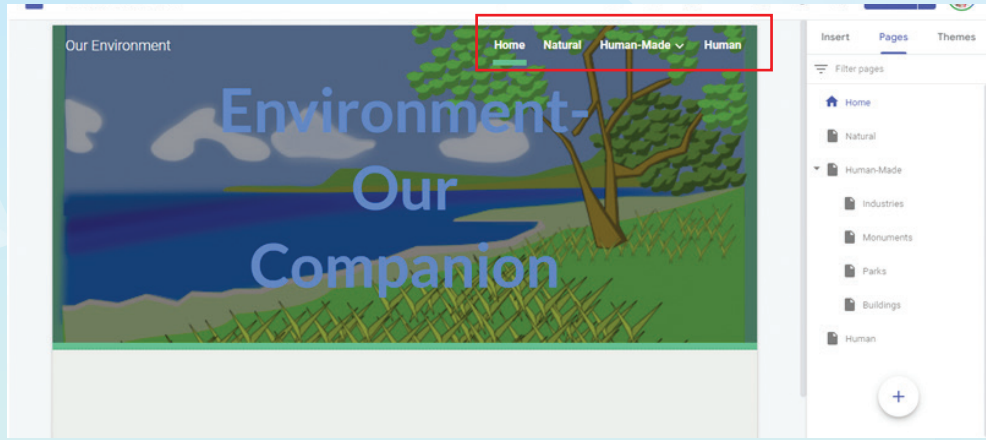 Our Environment
Home Natural Human-Made Human
Environment-
Our
Companion
Insert Pages Themes
Filter pages
Home
Natural
Human-Made
Industries
Monuments
Parks
Buildings
Human